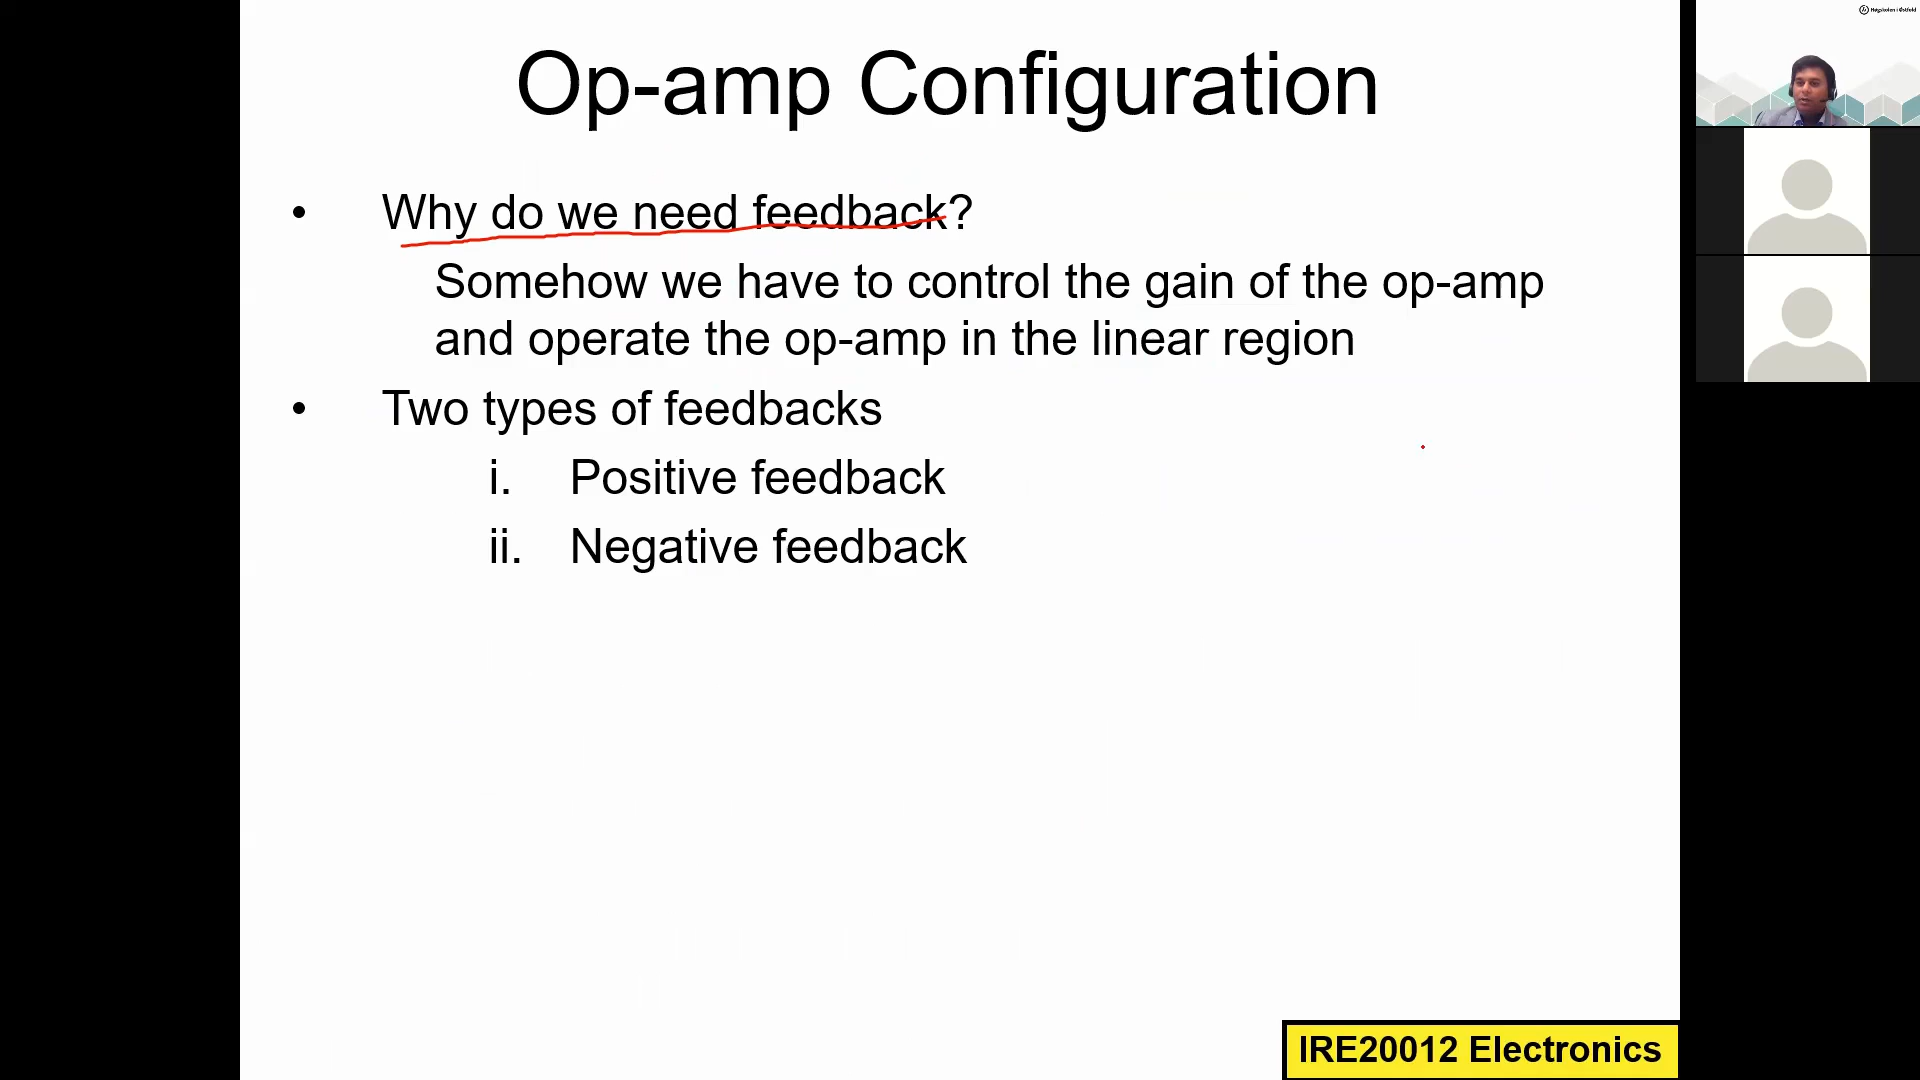 Op-amp Configuration
• Why do we need feedback?
Somehow we have to control the gain of the op-amp
and operate the op-amp in the linear region
• Two types of feedbacks
i. Positive feedback
ii. Negative feedback
IRE20012 Electronics
Høgskolen i Østfold